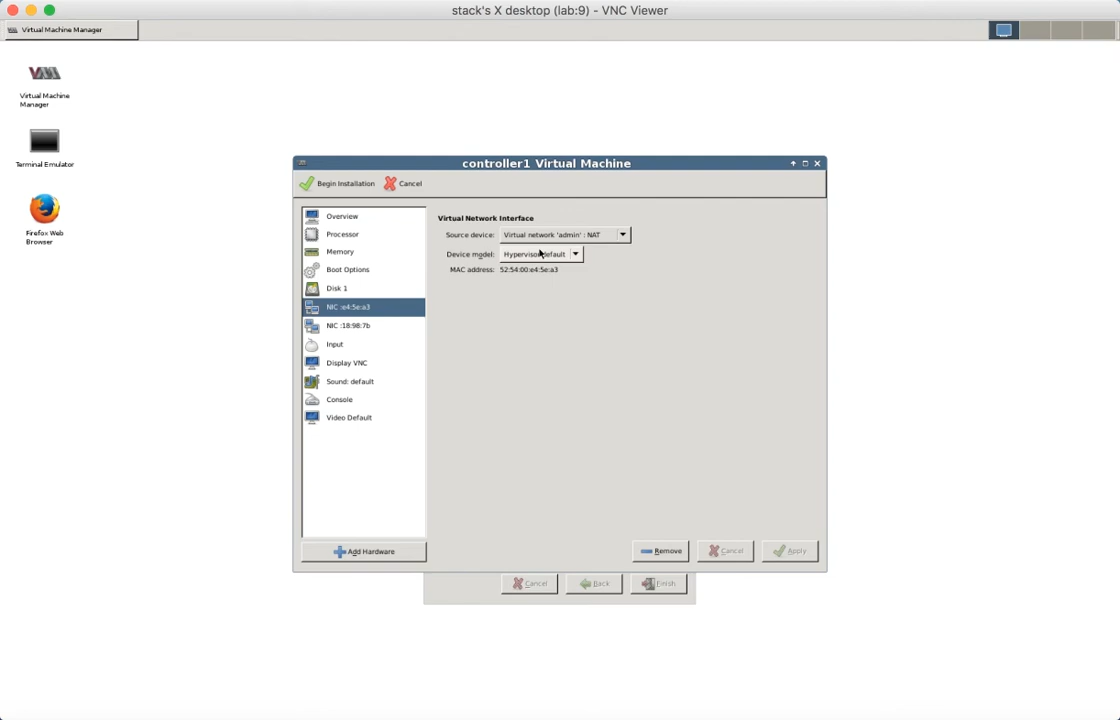 stack's X desktop (lab:9) - VNC Viewer
Virtual Machine Manager
Virtual Machine
Manager
Terminal Emulator
Firefox Web
Browser
controller1 Virtual Machine
Begin Installation Cancel
Overview
Processor
Memory
Boot Options
Disk 1
NIC :e4:5e:a3
NIC :18:98:7b
Input
Display VNC
Sound: default
Console
Video Default
Add Hardware
Virtual Network Interface
Source device: Virtual network 'admin' : NAT
Device model: Hypervisor default
MAC address: 52:54:00:e4:5e:a3
Remove Cancel Apply
Cancel Back Finish